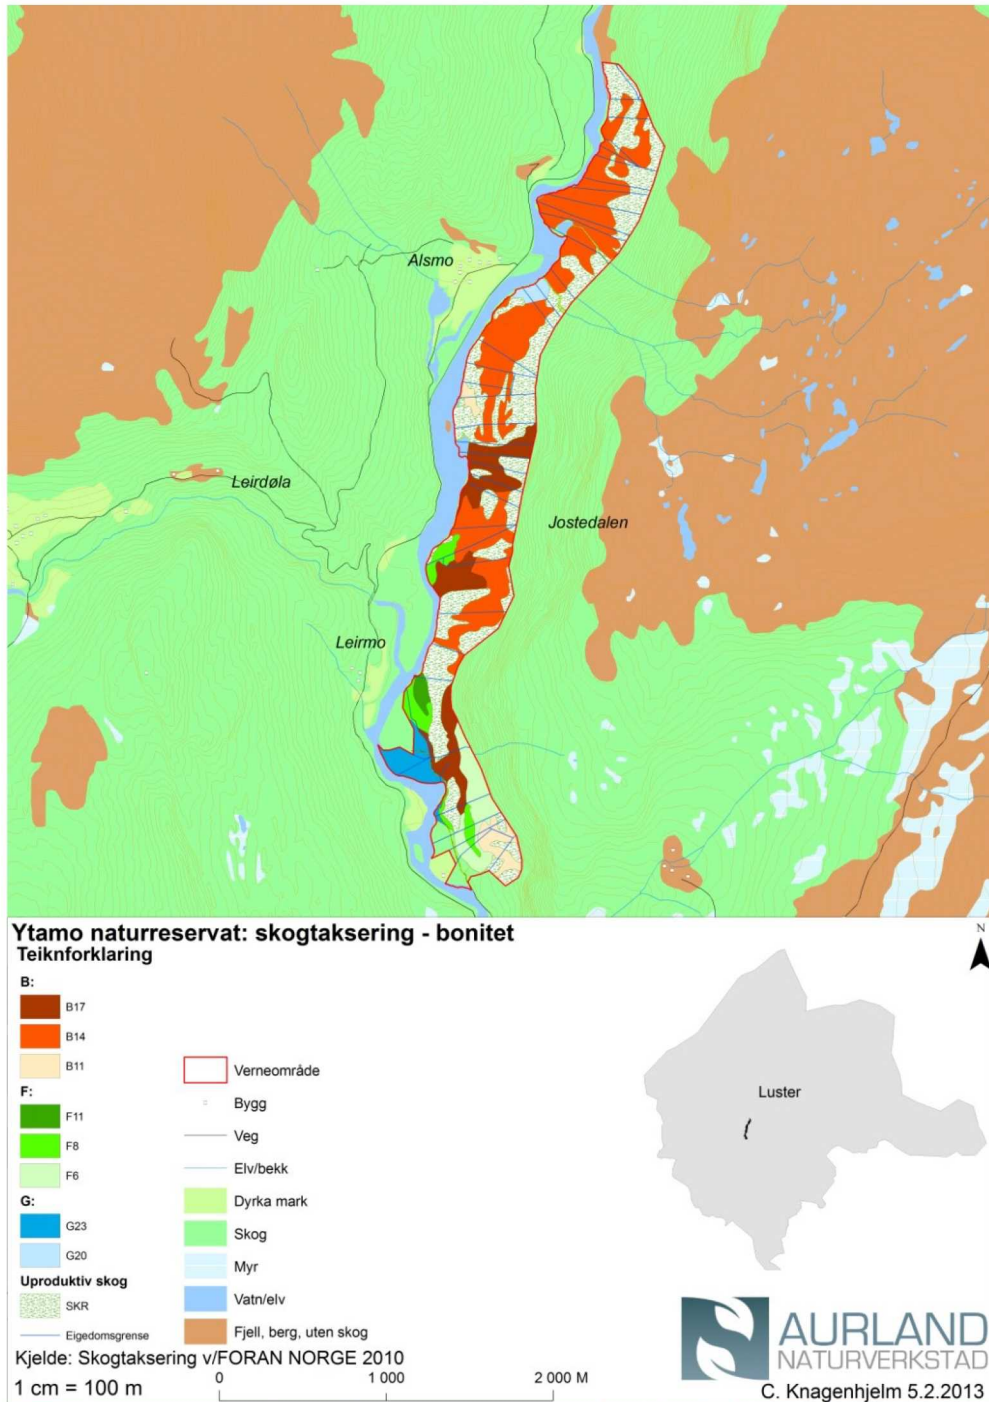 Alsmo
Leirdøla
Jostedalen
Leirmo
Ytamo naturreservat: skogtaksering - bonitet
Teiknforklaring
B:
B17
B14
B11
F:
F11
F8
F6
G:
G23
G20
Uproduktiv skog
SKR
Eigedomsgrense
Verneområde
Bygg
Veg
Elv/bekk
Dyrka mark
Skog
Myr
Vatn/elv
Fjell, berg, uten skog
N
Luster
Kjelde: Skogtaksering v/FORAN NORGE 2010
1 cm = 100 m
0 1 000 2 000 M
AURLAND
NATURVERKSTAD
C. Knagenhjelm 5.2.2013